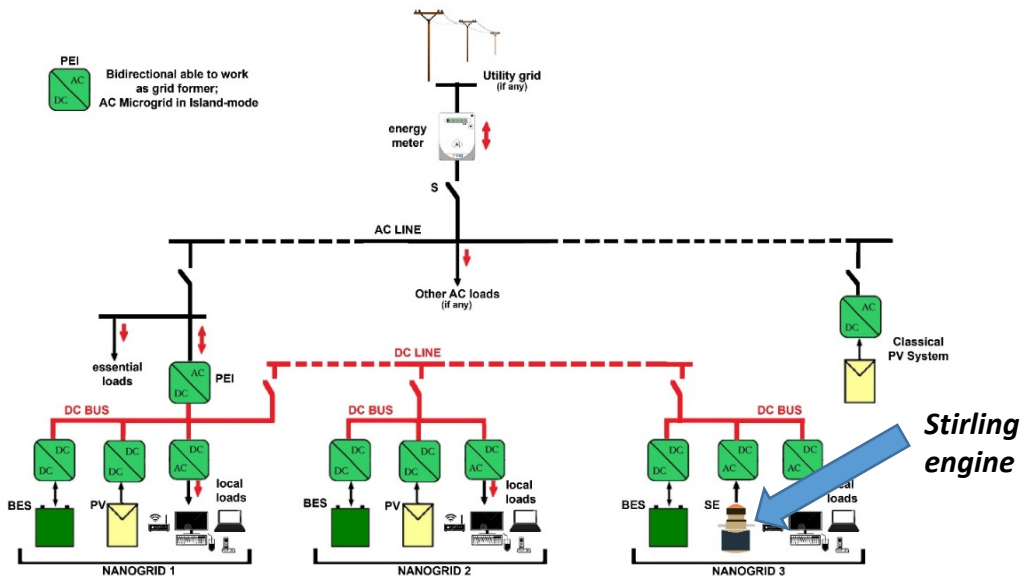 PEI
AC
DC
Bidirectional able to work
as grid former;
AC Microgrid in Island-mode
Utility grid
(if any)
energy
meter
S
AC LINE
Other AC loads
(if any)
AC
DC
Classical
PV System
essential
loads
AC
DC
PEI
DC LINE
DC BUS
DC BUS
DC BUS
Stirling
engine
DC
DC
DC
DC
DC
AC
DC
DC
DC
DC
DC
AC
DC
DC
AC
DC
DC
AC
BES
PV
local
loads
BES
PV
local
loads
BES
SE
local
loads
NANOGRID 1
NANOGRID 2
NANOGRID 3